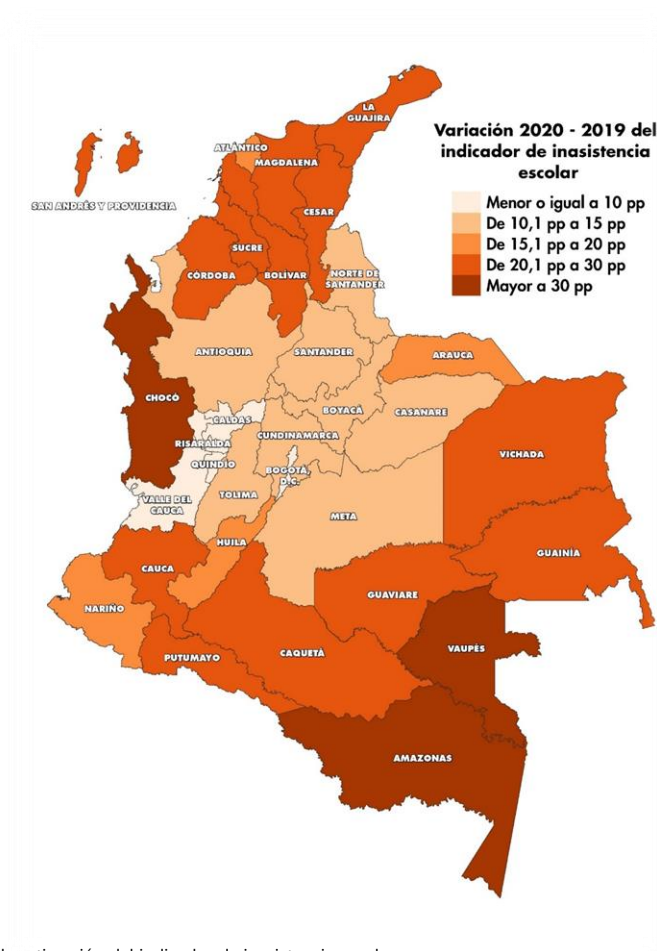 Variación 2020 - 2019 del
indicador de inasistencia
escolar
Menor o igual a 10 pp
De 10,1 pp a 15 pp
De 15,1 pp a 20 pp
De 20,1 pp a 30 pp
Mayor a 30 pp
LA
GUAJIRA
ATLÁNTICO
MAGDALENA
SAN ANDRÉS Y PROVIDENCIA
CESAR
SUCRE
CÓRDOBA
BOLÍVAR
NORTE DE
SANTANDER
ANTIOQUIA
SANTANDER
ARAUCA
CHOCÓ
CALDAS
BOYACÁ
CASANARE
RISARALDA
CUNDINAMARCA
VICHADA
QUINDÍO
BOGOTÁ,
D.C.
VALLE DEL
CAUCA
TOLIMA
META
HUILA
GUAINÍA
CAUCA
GUAVIARE
NARIÑO
VAUPÉS
PUTUMAYO
CAQUETÁ
AMAZONAS